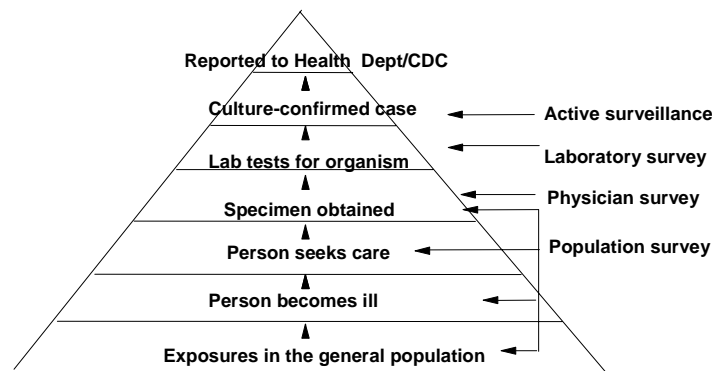 Reported to Health Dept/CDC
Culture-confirmed case
Active surveillance
Lab tests for organism
Laboratory survey
Physician survey
Specimen obtained
Person seeks care
Population survey
Person becomes ill
Exposures in the general population